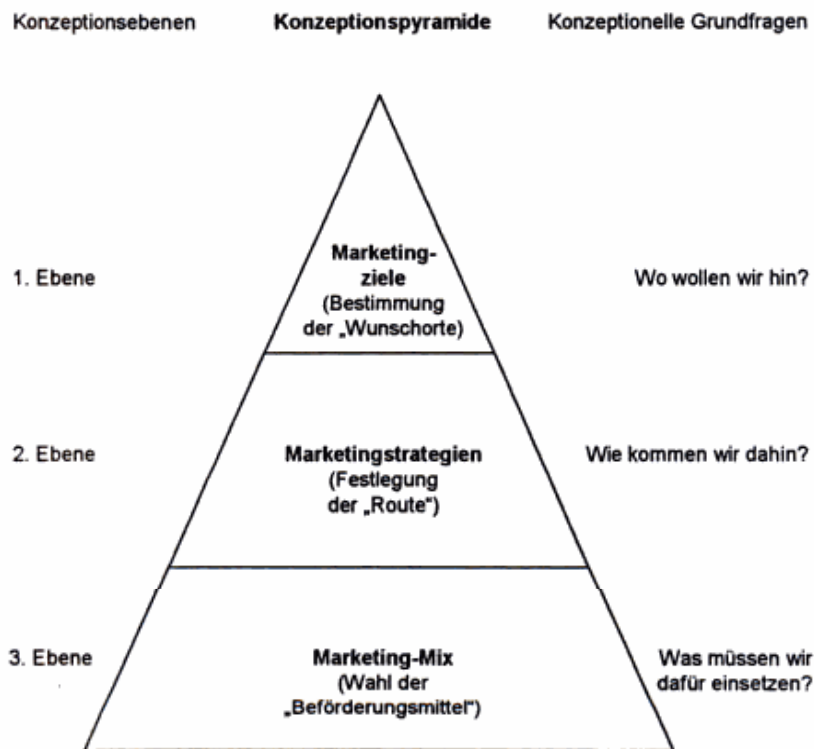 Konzeptionsebenen Konzeptionspyramide Konzeptionelle Grundfragen
Marketing-
ziele
(Bestimmung
der „Wunschorte)
1. Ebene
Wo wollen wir hin?
Marketingstrategien
(Festlegung
der „Route“)
2. Ebene
Wie kommen wir dahin?
Marketing-Mix
(Wahl der
„Beförderungsmittel“)
3. Ebene
Was müssen wir
dafür einsetzen?